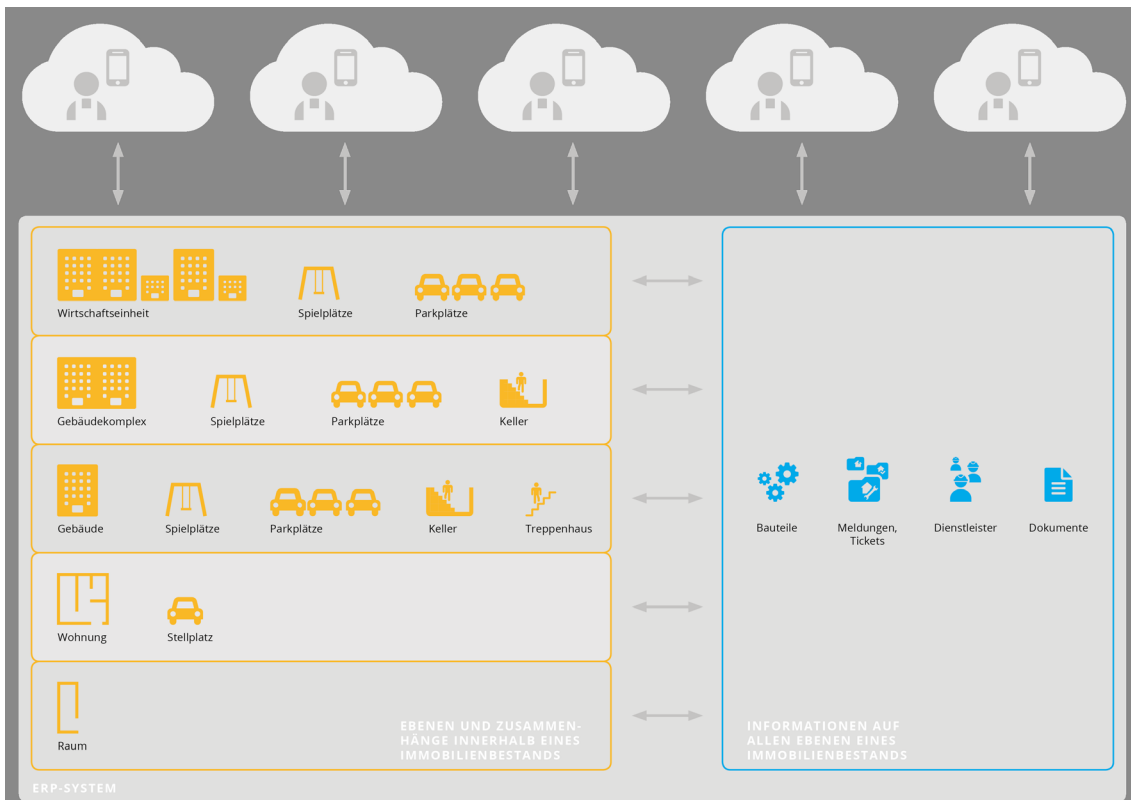 Wirtschaftseinheit
Spielplätze
Parkplätze
Gebäudekomplex
Spielplätze
Parkplätze
Keller
Gebäude
Spielplätze
Parkplätze
Keller
Treppenhaus
Wohnung
Stellplatz
Raum
EBENEN UND ZUSAMMEN-
HÄNGE INNERHALB EINES
IMMOBILIENBESTANDS
Bauteile
Meldungen,
Tickets
Dienstleister
Dokumente
INFORMATIONEN AUF
ALLEN EBENEN EINES
IMMOBILIENBESTANDS
ERP-SYSTEM